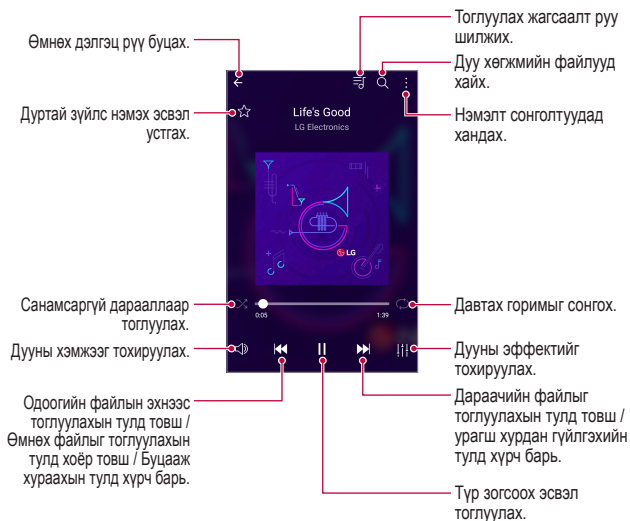 Өмнөх дэлгэц рүү буцах.
Дуртай зүйлс нэмэх эсвэл
устгах.
Санамсаргүй дарааллаар
тоглуулах.
Дууны хэмжээг тохируулах.
Одоогийн файлын эхнээс
тоглуулахын тулд товш /
Өмнөх файлыг тоглуулахын
тулд хоёр товш / Буцааж
хураахын тулд хүрч барь.
Life's Good
LG Electronics
LG
0:05
1:39
Тоглуулах жагсаалт руу
шилжих.
Дуу хөгжмийн файлууд
хайх.
Нэмэлт сонголтуудад
хандах.
Давтах горимыг сонгох.
Дууны эффектийг
тохируулах.
Дараачийн файлыг
тоглуулахын тулд товш /
урагш хурдан гүйлгэхийн
тулд хүрч барь.
Түр зогсоох эсвэл
тоглуулах.